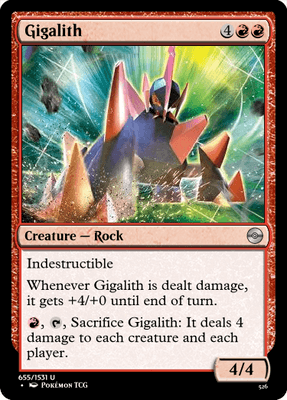 Gigalith 4
Creature — Rock
Indestructible
Whenever Gigalith is dealt damage,
it gets +4/+0 until end of turn.
, , Sacrifice Gigalith: It deals 4
damage to each creature and each
player.
4/4
655/1531 U
• Pokémon TCG
526